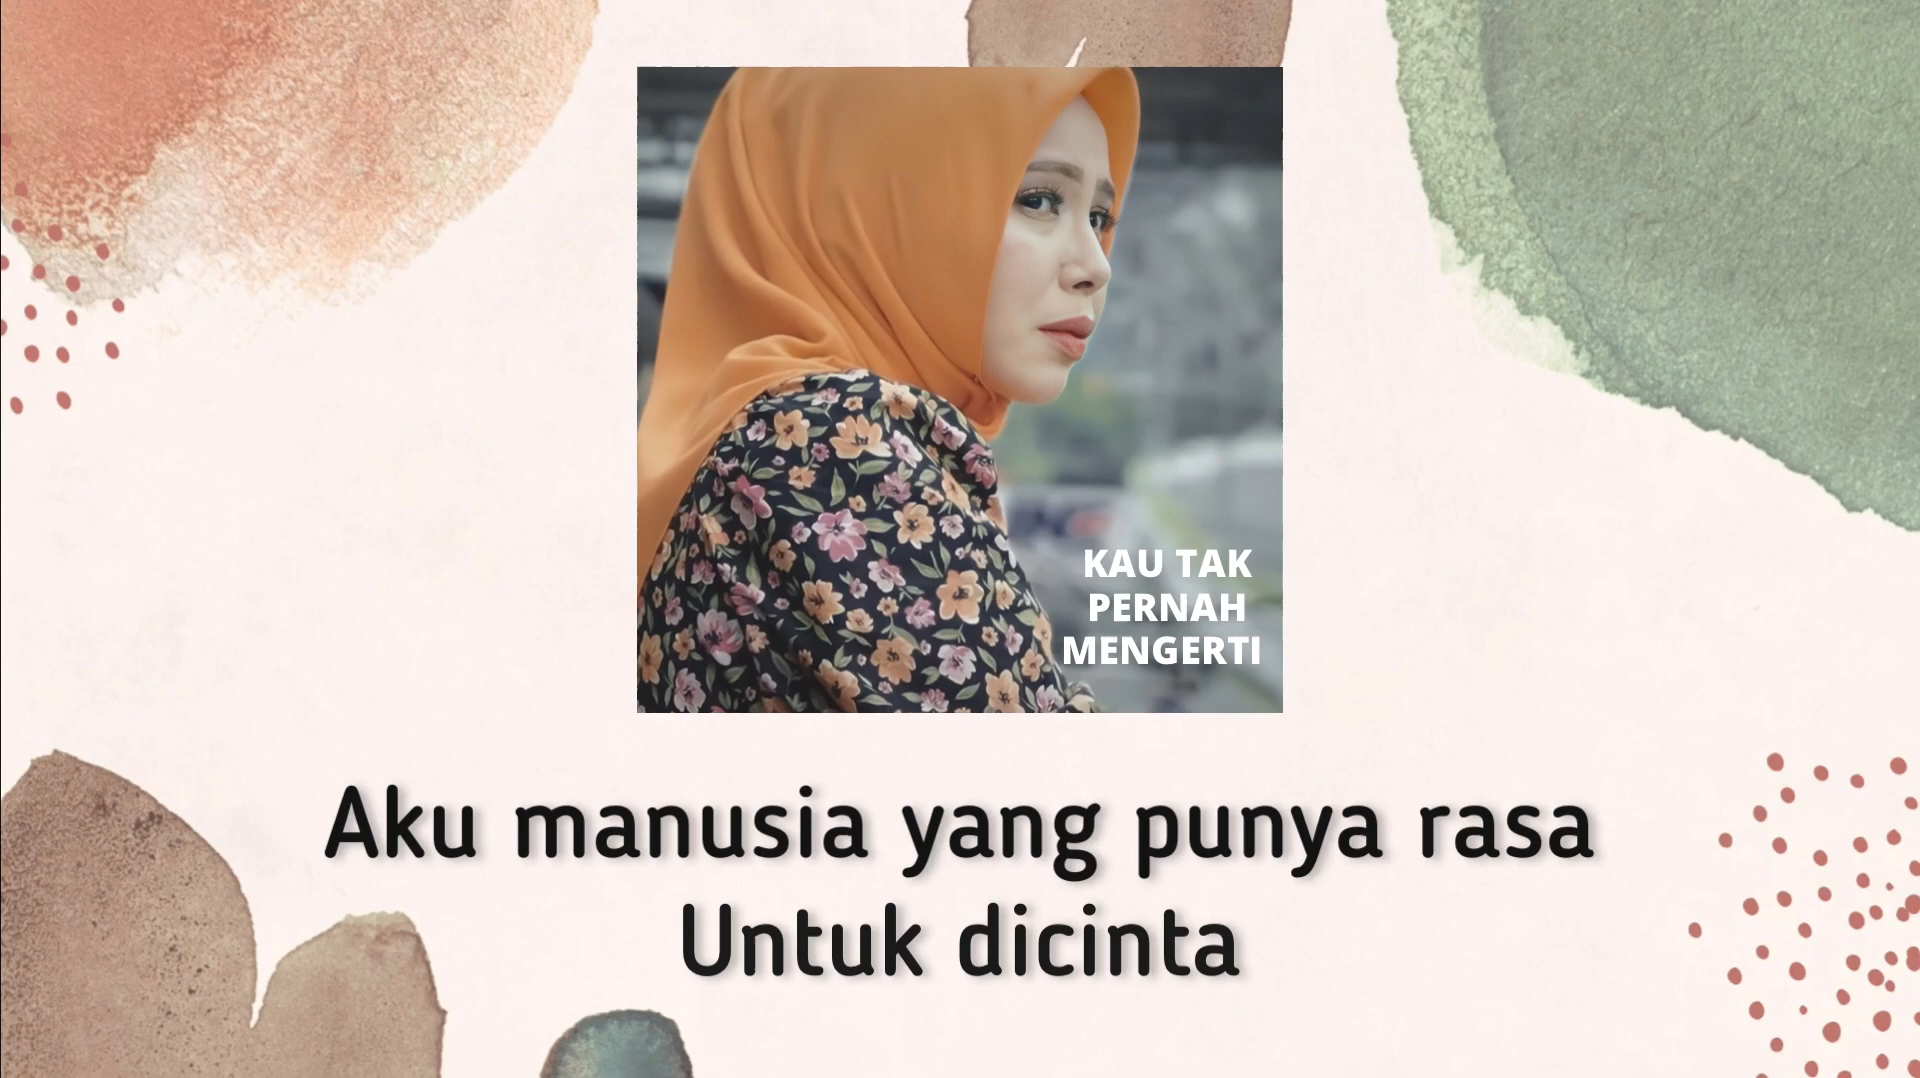 KAU TAK
PERNAH
MENGERTI
Aku manusia yang punya rasa
Untuk dicinta